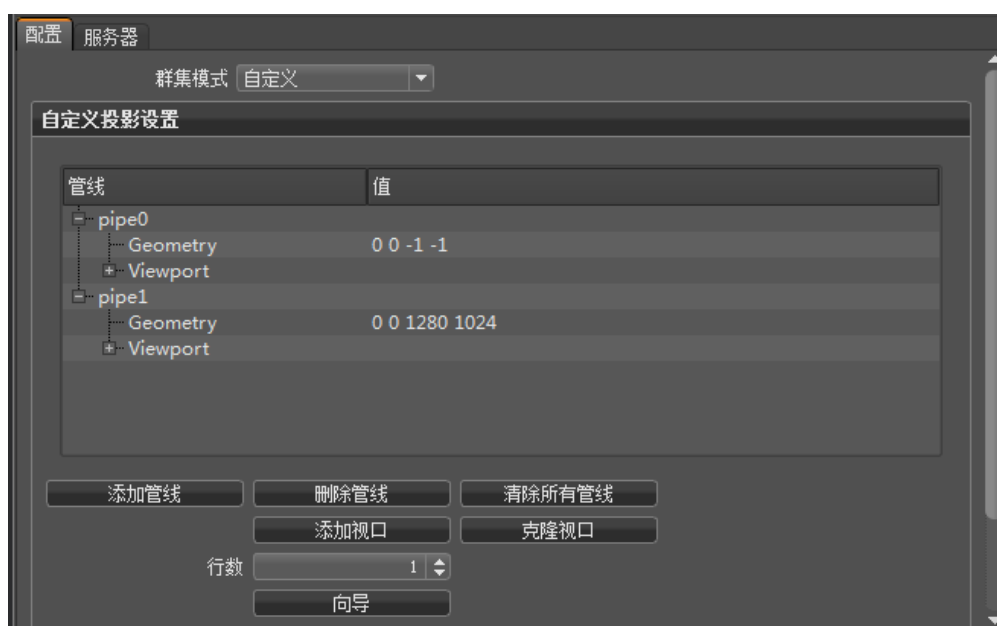 配置 服务器
群集模式 自定义
自定义投影设置
管线 值
pipe0
Geometry 0 0 -1 -1
Viewport
pipe1
Geometry 0 0 1280 1024
Viewport
添加管线 删除管线 清除所有管线
添加视口 克隆视口
行数 1
向导